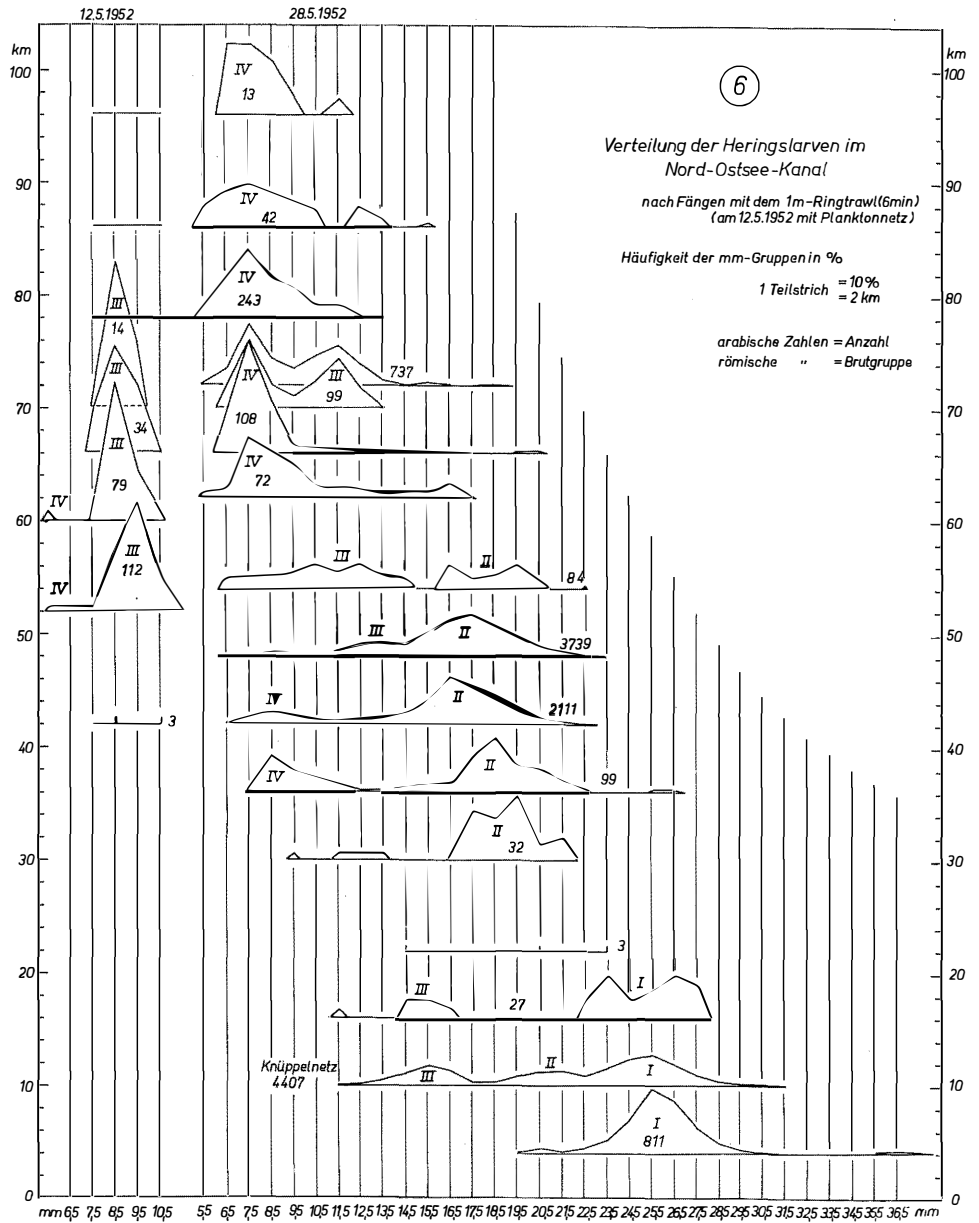 12.5.1952 28.5.1952
km km
100 100
6
IV
13
Verteilung der Heringslarven im
Nord-Ostsee-Kanal
90 90
nach Fängen mit dem 1m-Ringtrawl(6min)
(am 12.5.1952 mit Planktonnetz)
IV
42
Häufigkeit der mm-Gruppen in %
1 Teilstrich = 10%
= 2 km
IV
243
80 80
III
14
arabische Zahlen = Anzahl
römische " = Brutgruppe
III
737
IV
III
99
70 70
34
108
III
IV
72
79
IV
60 60
III
112
IV
III II
84
50 50
III II
3739
IV II
2111
3
40 40
IV II
99
II
32
30 30
3
20 20
III I
27
Knüppelnetz
4407
III II I
10 10
I
811
0 0
mm 6,5 7,5 8,5 9,5 10,5 5,5 6,5 7,5 8,5 9,5 10,5 11,5 12,5 13,5 14,5 15,5 16,5 17,5 18,5 19,5 20,5 21,5 22,5 23,5 24,5 25,5 26,5 27,5 28,5 29,5 30,5 31,5 32,5 33,5 34,5 35,5 36,5 mm